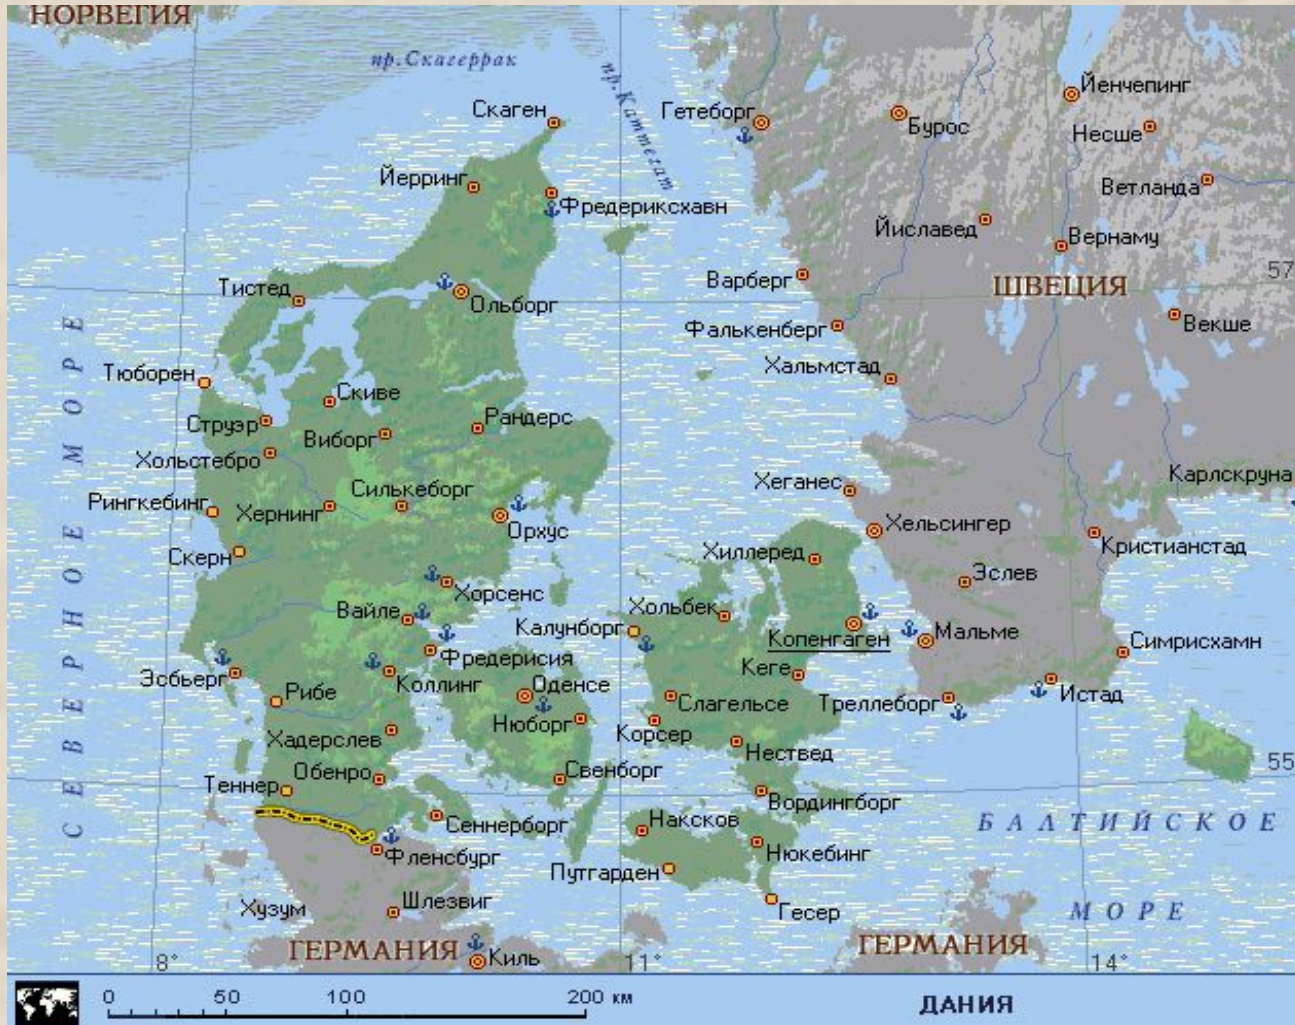 НОРВЕГИЯ
пр.Скагеррак
пр.Каттегат
Скаген
Гетеборг
Бурос
Йенчепинг
Несше
Йерринг
Фредериксхавн
Ветланда
Йиславед
Вернаму
Тистед
Ольборг
Варберг
ШВЕЦИЯ
57
Фалькенберг
Векше
СЕВЕРНОЕ МОРЕ
Тюборен
Скиве
Хальмстад
Струэр
Виборг
Рандерс
Хольстебро
Карлскруна
Рингкебинг
Хернинг
Силькеборг
Орхус
Хеганес
Хельсингер
Кристианстад
Скерн
Хиллеред
Эслев
Хорсенс
Вайле
Хольбек
Калунборг
Копенгаген
Мальме
Симрисхамн
Фредерисия
Эсбьерг
Коллинг
Оденсе
Кеге
Рибе
Слагельсе
Треллеборг
Истад
Нюборг
Корсер
Хадерслев
Нествед
Обенро
Свенборг
55
Теннер
Вордингборг
Сеннерборг
Наксков
БАЛТИЙСКОЕ
Фленсбург
Нюкебинг
Путгарден
Хузум
Шлезвиг
Гесер
МОРЕ
ГЕРМАНИЯ
ГЕРМАНИЯ
Киль
8°
11°
14°
0 50 100 200 км
ДАНИЯ